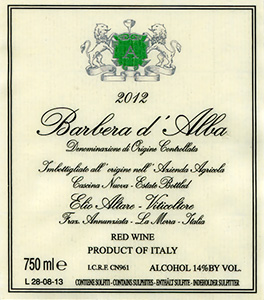 2012
Barbera d'Alba
Denominazione di Origine Controllata
Imbottigliato all'origine nell'Azienda Agricola
Cascina Nuova - Estate Bottled
Elio Altare - Viticoltore
Fraz. Annunziata - La Morra - Italia
RED WINE
PRODUCT OF ITALY
750 ml e
I.C.R.F. CN961
ALCOHOL 14% BY VOL.
L 28-08-13
CONTIENE SOLFITI - CONTAINS SULPHITES - ENTHÄLT SULFITE - INDEHOLDER SULFITTER